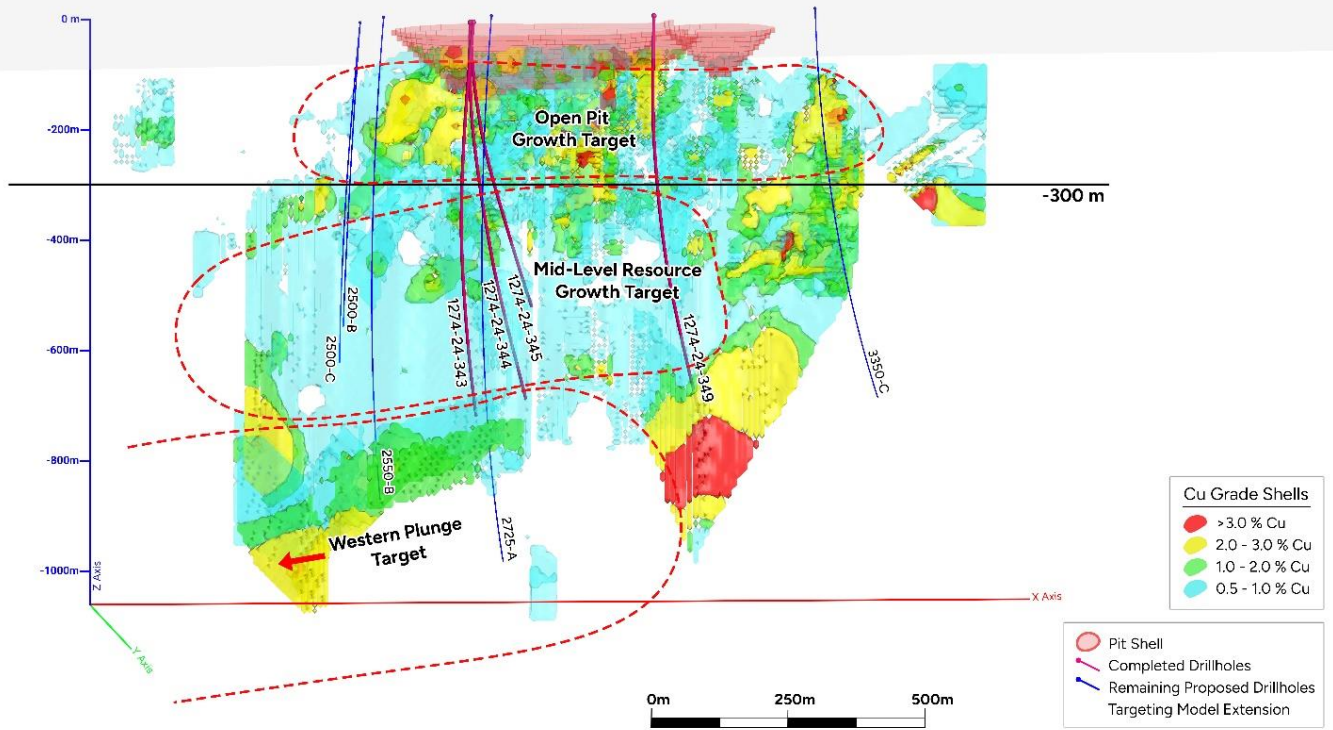 0 m
-200m
-400m
-600m
-800m
-1000m
Z Axis
Y Axis
X Axis
Open Pit
Growth Target
-300 m
Mid-Level Resource
Growth Target
2500-B
2500-C
1274-24-343
1274-24-344
1274-24-345
1274-24-349
3350-C
2550-B
2725-A
Western Plunge
Target
Cu Grade Shells
>3.0 % Cu
2.0 - 3.0 % Cu
1.0 - 2.0 % Cu
0.5 - 1.0 % Cu
Pit Shell
Completed Drillholes
Remaining Proposed Drillholes
Targeting Model Extension
0m
250m
500m